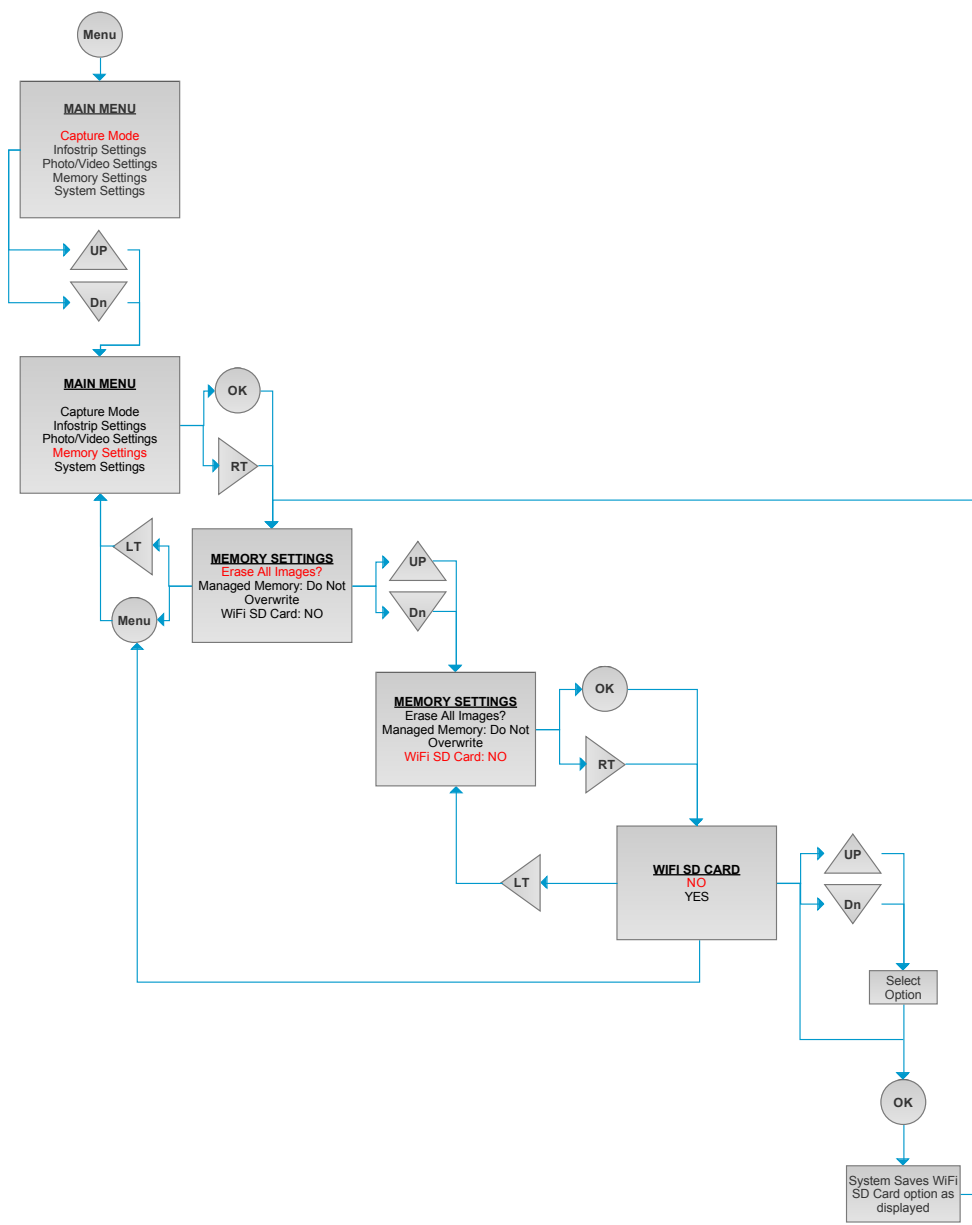 Menu
MAIN MENU
Capture Mode
Infostrip Settings
Photo/Video Settings
Memory Settings
System Settings
UP
Dn
MAIN MENU
Capture Mode
Infostrip Settings
Photo/Video Settings
Memory Settings
System Settings
OK
RT
MEMORY SETTINGS
Erase All Images?
Managed Memory: Do Not
Overwrite
WiFi SD Card: NO
LT
Menu
UP
Dn
MEMORY SETTINGS
Erase All Images?
Managed Memory: Do Not
Overwrite
WiFi SD Card: NO
OK
RT
WIFI SD CARD
NO
YES
LT
UP
Dn
Select
Option
OK
System Saves WiFi
SD Card option as
displayed